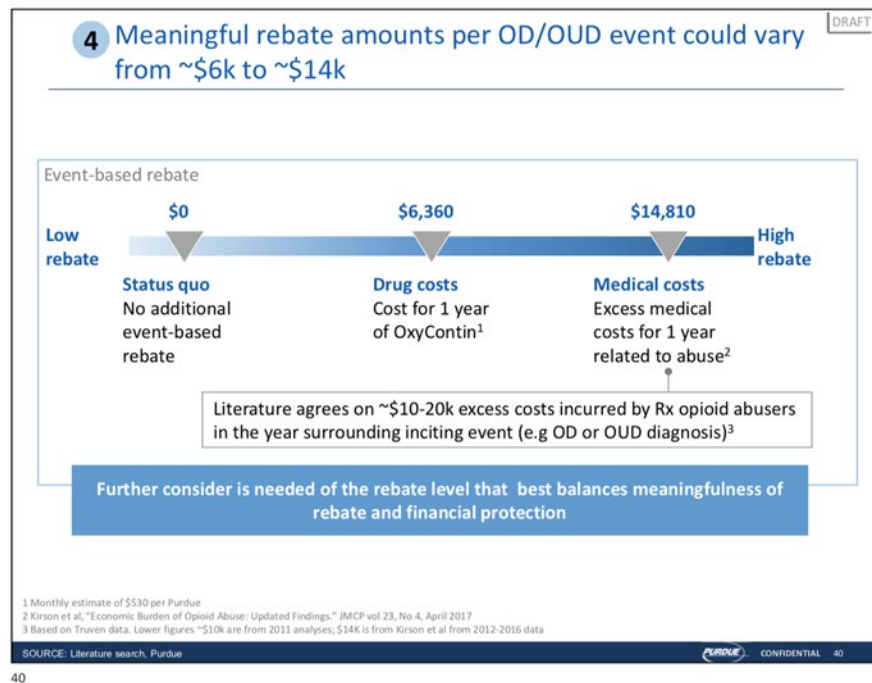 DRAFT
4 Meaningful rebate amounts per OD/OUD event could vary
from ~$6k to ~$14k
Event-based rebate
$0 $6,360 $14,810
Low
rebate
High
rebate
Status quo
No additional
event-based
rebate
Drug costs
Cost for 1 year
of OxyContin1
Medical costs
Excess medical
costs for 1 year
related to abuse2
Literature agrees on ~$10-20k excess costs incurred by Rx opioid abusers
in the year surrounding inciting event (e.g OD or OUD diagnosis)3
Further consider is needed of the rebate level that best balances meaningfulness of
rebate and financial protection
1 Monthly estimate of $530 per Purdue
2 Kirson et al, "Economic Burden of Opioid Abuse: Updated Findings." JMCP vol 23, No 4, April 2017
3 Based on Truven data. Lower figures ~$10k are from 2011 analyses; $14K is from Kirson et al from 2012-2016 data
SOURCE: Literature search, Purdue PURDUE CONFIDENTIAL 40
40